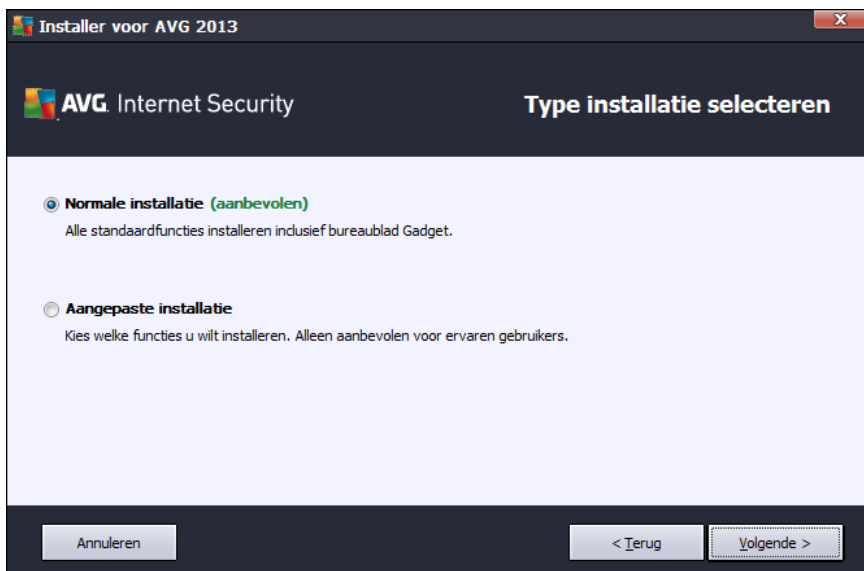 Installer voor AVG 2013
X
AVG. Internet Security
Type installatie selecteren
Normale installatie (aanbevolen)
Alle standaardfuncties installeren inclusief bureaublad Gadget.
Aangepaste installatie
Kies welke functies u wilt installeren. Alleen aanbevolen voor ervaren gebruikers.
Annuleren
< Terug
Volgende >